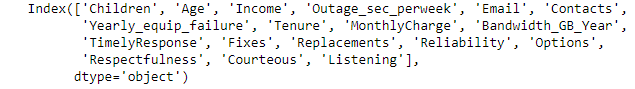 Index(['Children', 'Age', 'Income', 'Outage_sec_perweek', 'Email', 'Contacts',
'Yearly_equip_failure', 'Tenure', 'MonthlyCharge', 'Bandwidth_GB_Year',
'TimelyResponse', 'Fixes', 'Replacements', 'Reliability', 'Options',
'Respectfulness', 'Courteous', 'Listening'],
dtype='object')